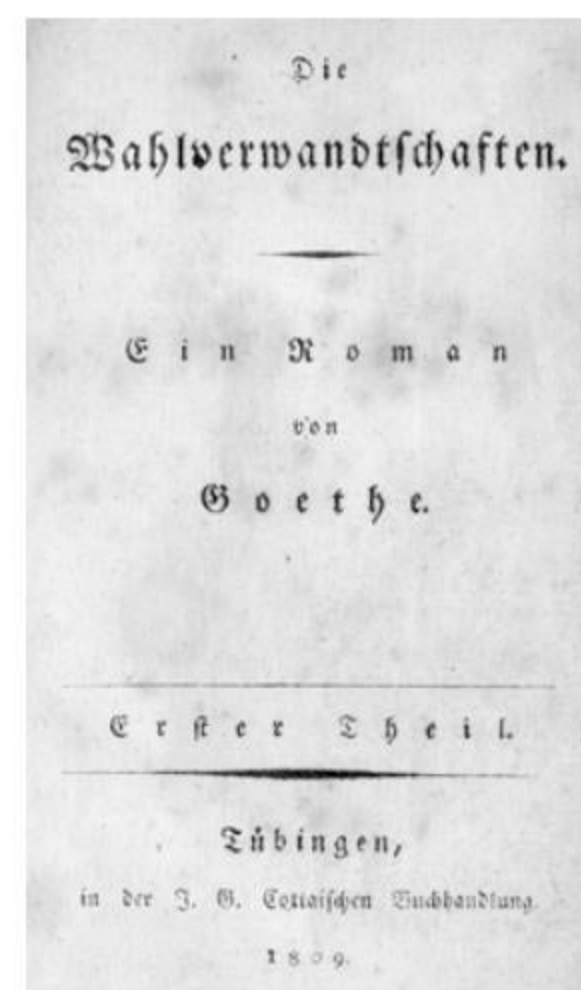 Die
Wahlverwandtschaften.
Ein Roman
von
Goethe.
Erster Theil.
Tübingen,
in der J. G. Cottaischen Buchhandlung.
1809.